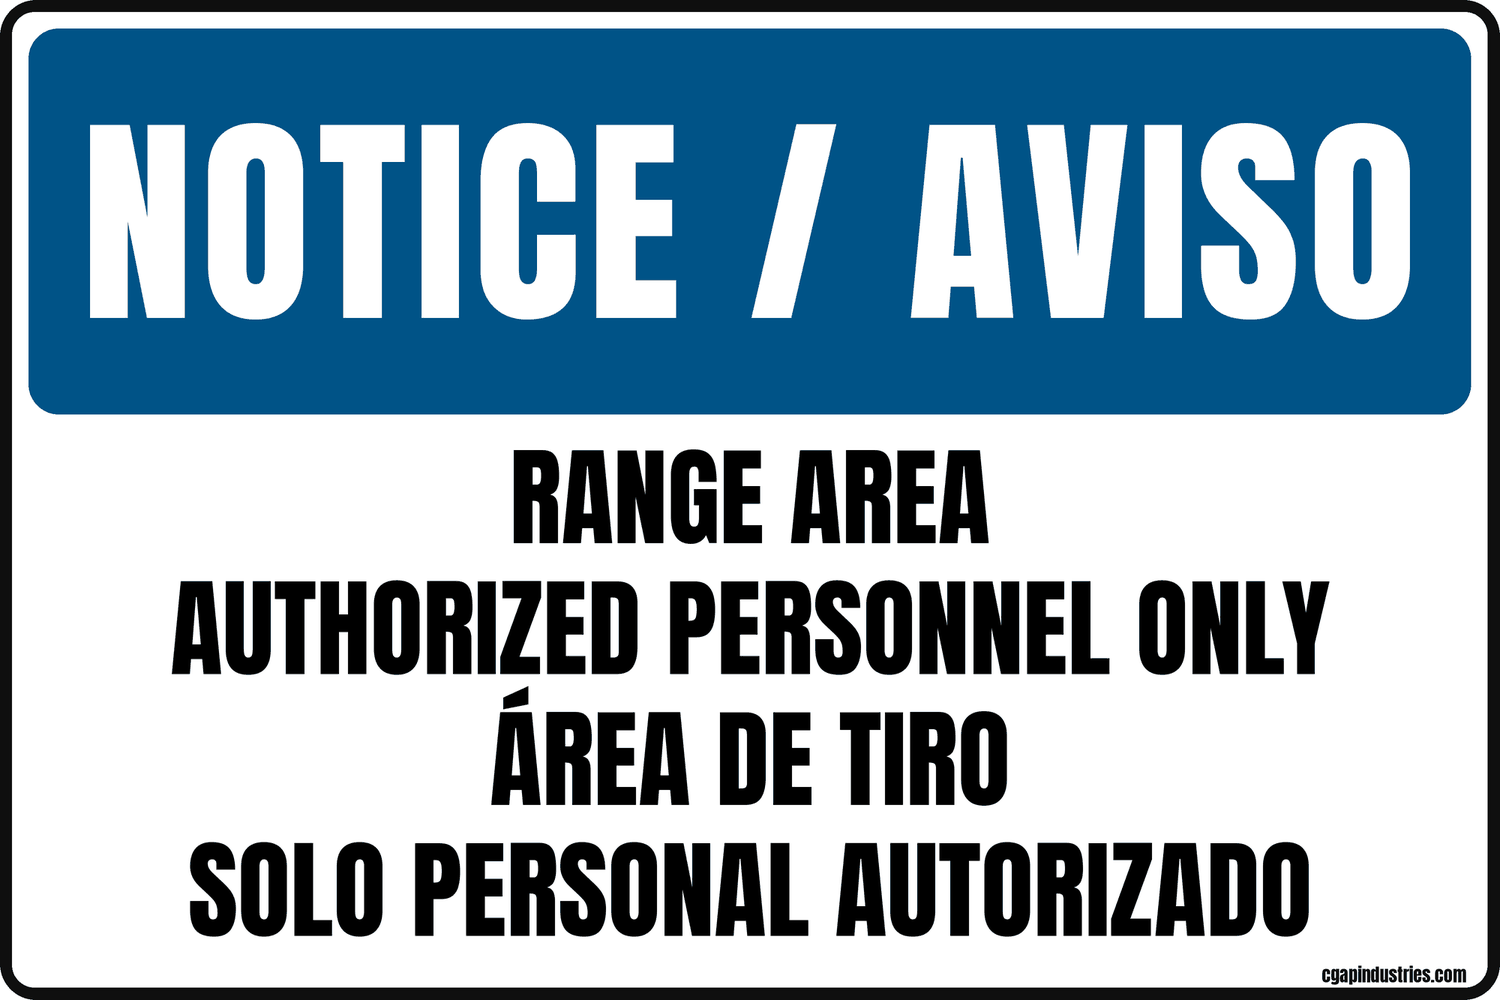 NOTICE / AVISO
RANGE AREA
AUTHORIZED PERSONNEL ONLY
ÁREA DE TIRO
SOLO PERSONAL AUTORIZADO
cgapindustries.com